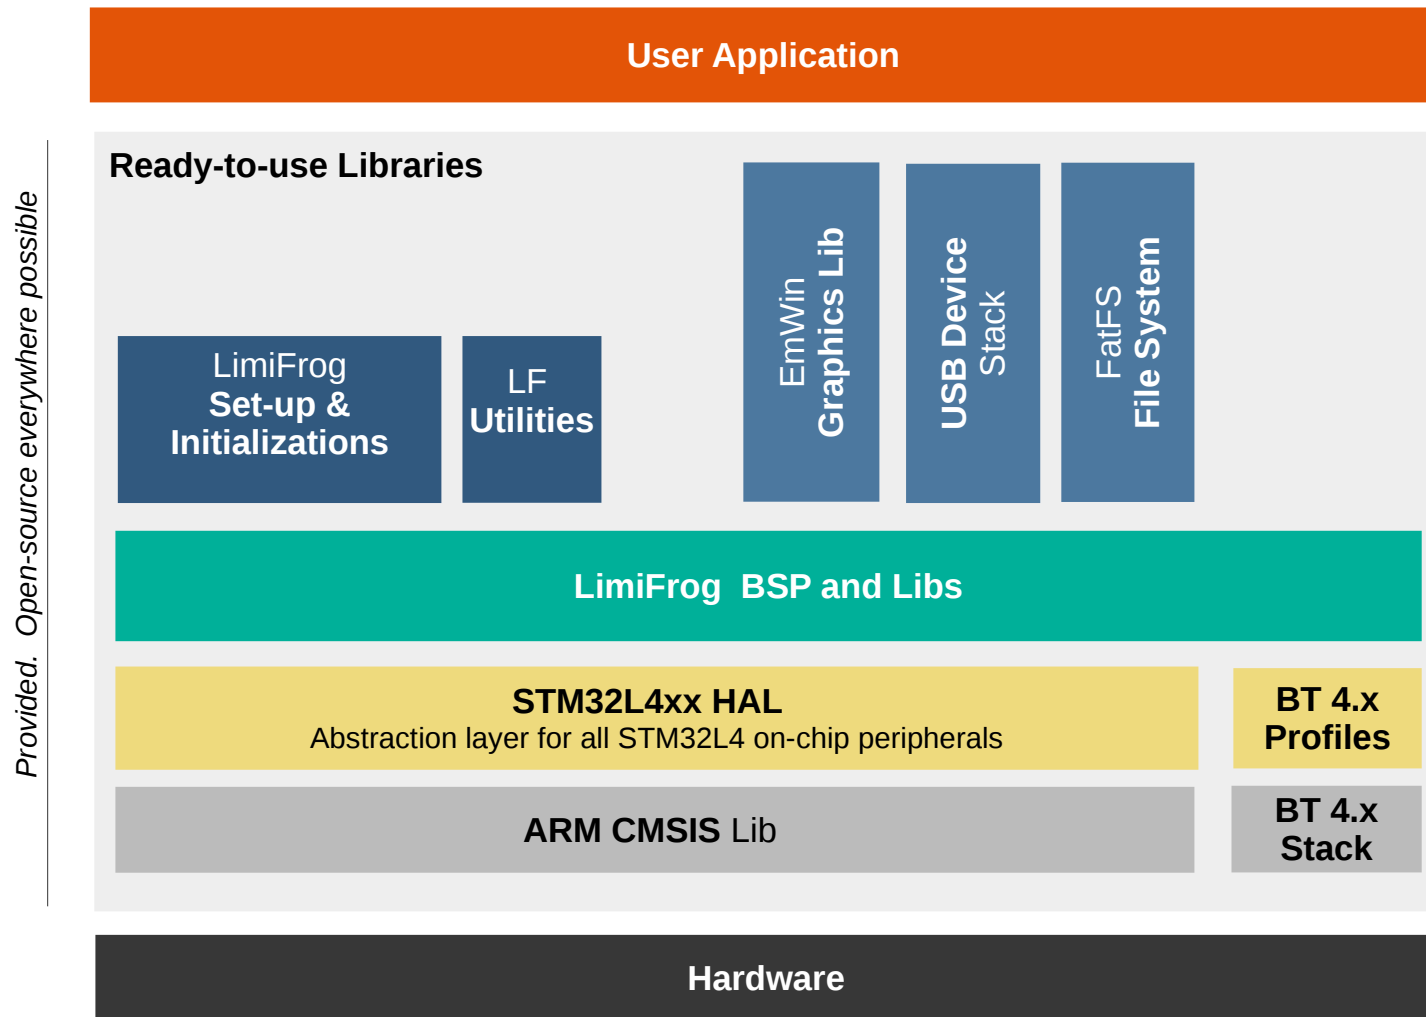 User Application
Provided. Open-source everywhere possible
Ready-to-use Libraries
LimiFrog
Set-up &
Initializations
LF
Utilities
EmWin
Graphics Lib
USB Device
Stack
FatFS
File System
LimiFrog BSP and Libs
STM32L4xx HAL
Abstraction layer for all STM32L4 on-chip peripherals
BT 4.x
Profiles
ARM CMSIS Lib
BT 4.x
Stack
Hardware